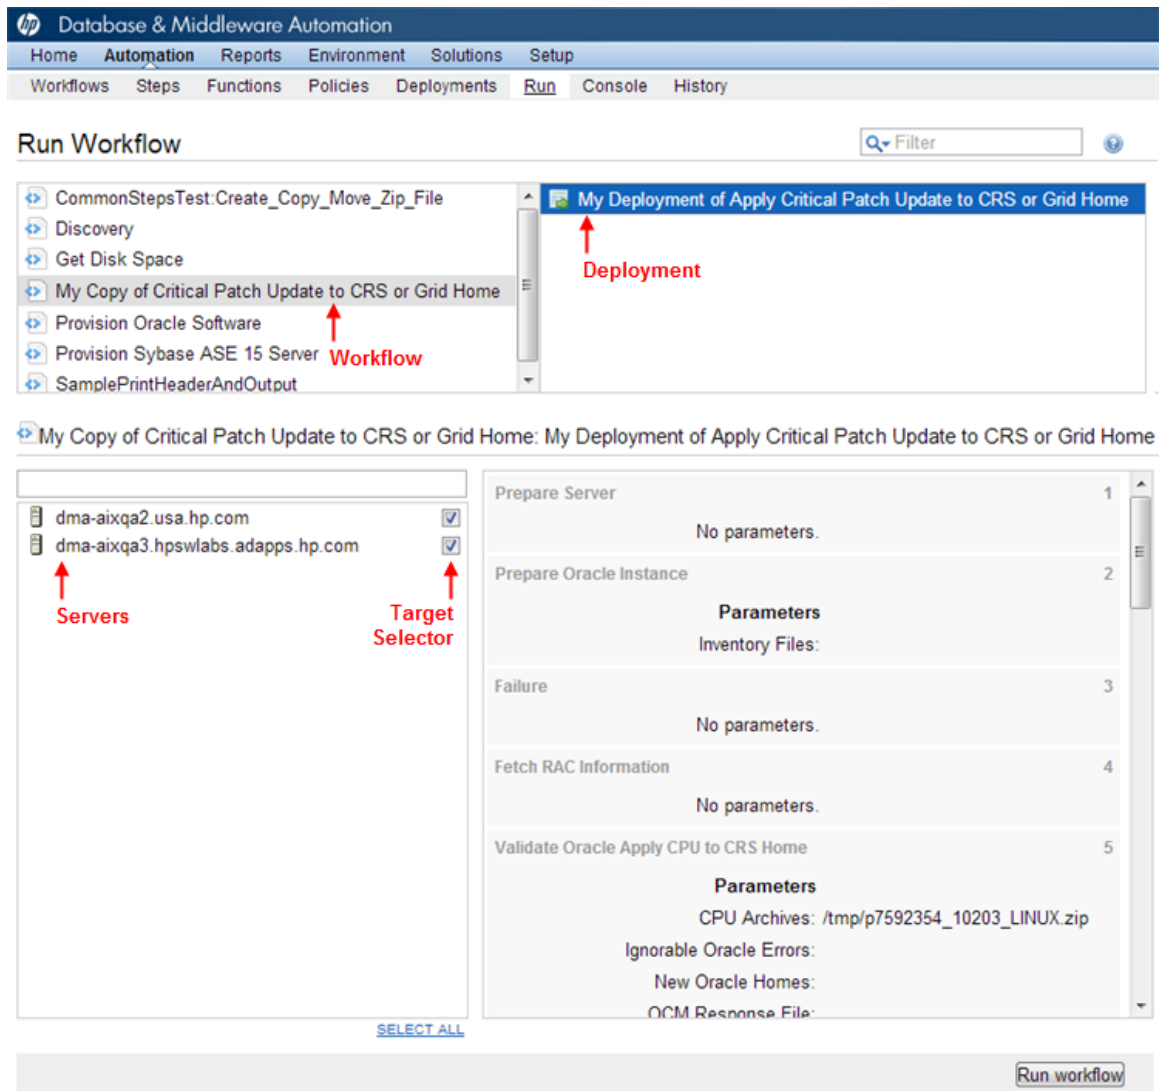 hp Database & Middleware Automation
Home Automation Reports Environment Solutions Setup
Workflows Steps Functions Policies Deployments Run Console History
Run Workflow
Filter
CommonStepsTest:Create_Copy_Move_Zip_File
Discovery
Get Disk Space
My Copy of Critical Patch Update to CRS or Grid Home
Provision Oracle Software
Provision Sybase ASE 15 Server
Workflow
SamplePrintHeaderAndOutput
My Deployment of Apply Critical Patch Update to CRS or Grid Home
Deployment
My Copy of Critical Patch Update to CRS or Grid Home: My Deployment of Apply Critical Patch Update to CRS or Grid Home
dma-aixqa2.usa.hp.com
dma-aixqa3.hpswlabs.adapps.hp.com
Servers
Target
Selector
SELECT ALL
Prepare Server 1
No parameters.
Prepare Oracle Instance 2
Parameters
Inventory Files:
Failure 3
No parameters.
Fetch RAC Information 4
No parameters.
Validate Oracle Apply CPU to CRS Home 5
Parameters
CPU Archives: /tmp/p7592354_10203_LINUX.zip
Ignorable Oracle Errors:
New Oracle Homes:
OCM Response File:
Run workflow